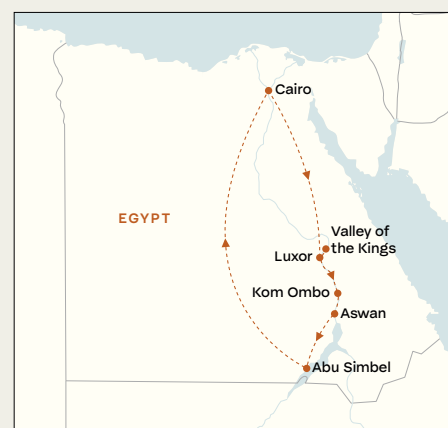 Cairo
EGYPT
Valley of
the Kings
Luxor
Kom Ombo
Aswan
Abu Simbel